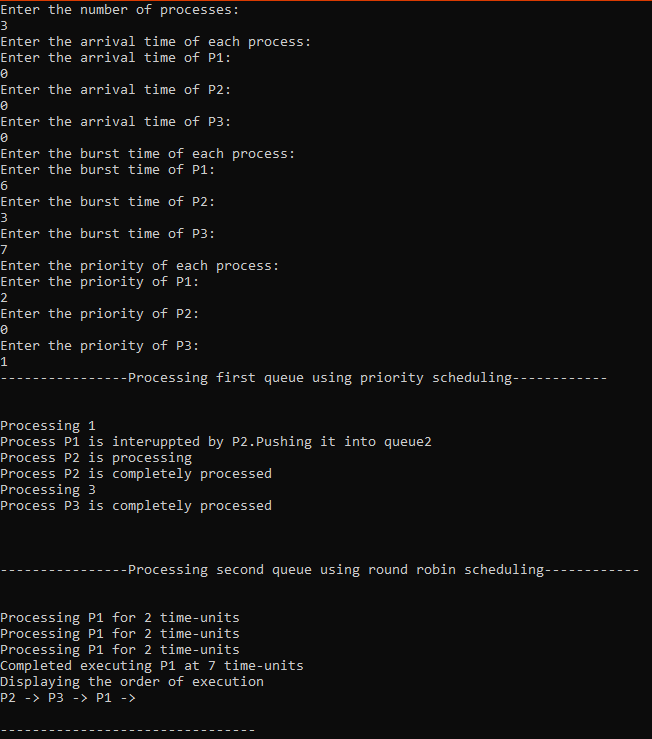 Enter the number of processes:
3
Enter the arrival time of each process:
Enter the arrival time of P1:
0
Enter the arrival time of P2:
0
Enter the arrival time of P3:
0
Enter the burst time of each process:
Enter the burst time of P1:
6
Enter the burst time of P2:
3
Enter the burst time of P3:
7
Enter the priority of each process:
Enter the priority of P1:
2
Enter the priority of P2:
0
Enter the priority of P3:
1
----------------Processing first queue using priority scheduling------------
Processing 1
Process P1 is interuppted by P2.Pushing it into queue2
Process P2 is processing
Process P2 is completely processed
Processing 3
Process P3 is completely processed
----------------Processing second queue using round robin scheduling------------
Processing P1 for 2 time-units
Processing P1 for 2 time-units
Processing P1 for 2 time-units
Completed executing P1 at 7 time-units
Displaying the order of execution
P2 -> P3 -> P1 ->
--------------------------------